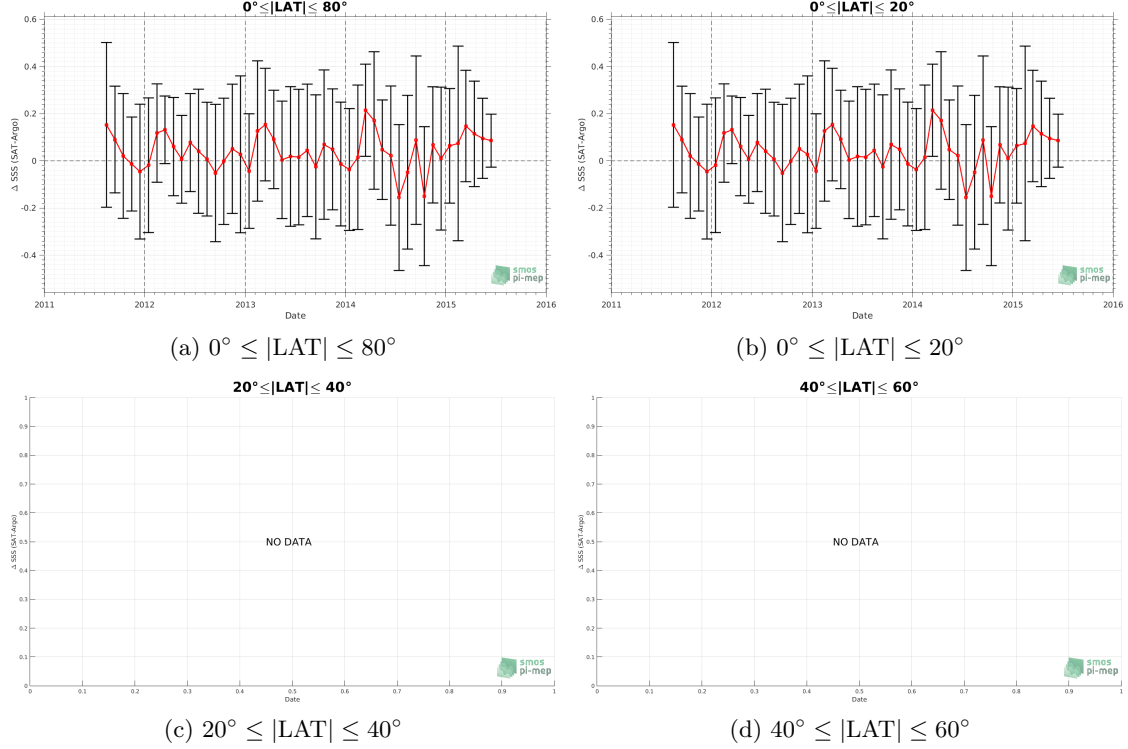 0°≤|LAT|≤ 80°
0.6
0.4
0.2
0
-0.2
-0.4
Δ SSS (SAT-Argo)
2011
2012
2013
2014
2015
2016
Date
smos
pi-mep
(a) 0° ≤ |LAT| ≤ 80°
0°≤|LAT|≤ 20°
0.6
0.4
0.2
0
-0.2
-0.4
Δ SSS (SAT-Argo)
2011
2012
2013
2014
2015
2016
Date
smos
pi-mep
(b) 0° ≤ |LAT| ≤ 20°
20°≤|LAT|≤ 40°
1
0.9
0.8
0.7
0.6
0.5
0.4
0.3
0.2
0.1
0
Δ SSS (SAT-Argo)
NO DATA
0
0.1
0.2
0.3
0.4
0.5
0.6
0.7
0.8
0.9
1
Date
smos
pi-mep
(c) 20° ≤ |LAT| ≤ 40°
40°≤|LAT|≤ 60°
1
0.9
0.8
0.7
0.6
0.5
0.4
0.3
0.2
0.1
0
Δ SSS (SAT-Argo)
NO DATA
0
0.1
0.2
0.3
0.4
0.5
0.6
0.7
0.8
0.9
1
Date
smos
pi-mep
(d) 40° ≤ |LAT| ≤ 60°